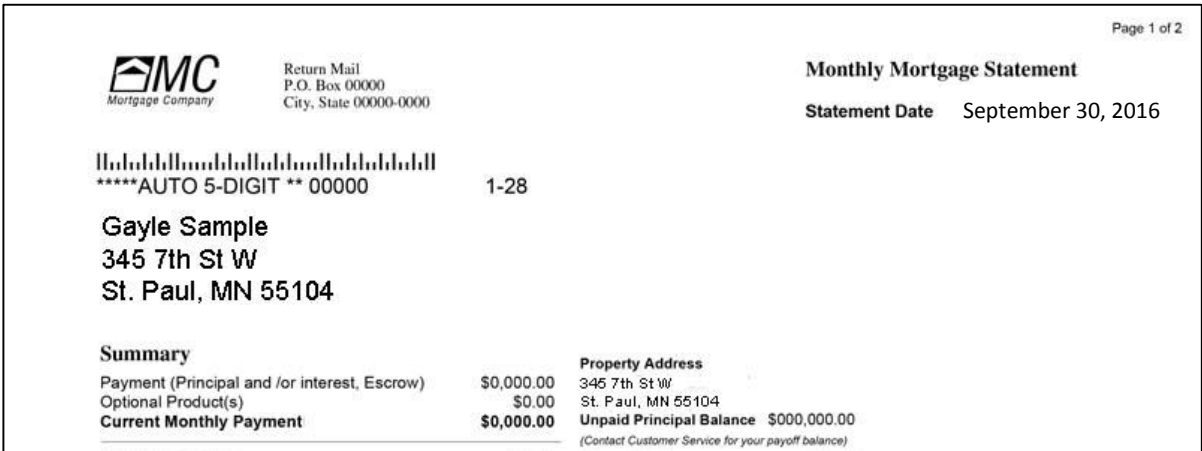 Page 1 of 2
MC
Mortgage Company
Return Mail
P.O. Box 00000
City, State 00000-0000
Monthly Mortgage Statement
Statement Date September 30, 2016
*****AUTO 5-DIGIT ** 00000 1-28
Gayle Sample
345 7th St W
St. Paul, MN 55104
Summary
Payment (Principal and /or interest, Escrow) $0,000.00
Optional Product(s) $0.00
Current Monthly Payment $0,000.00
Property Address
345 7th St W
St. Paul, MN 55104
Unpaid Principal Balance $000,000.00
(Contact Customer Service for your payoff balance)